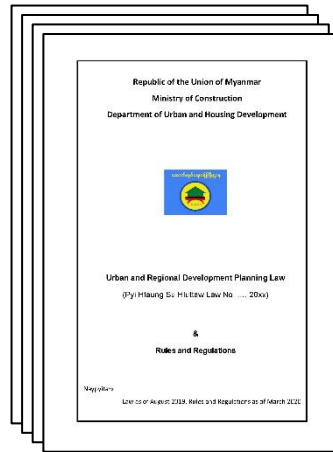 Republic of the Union of Myanmar
Ministry of Construction
Department of Urban and Housing Development
Urban and Regional Development Planning Law
(Pyi Htaung Su Hluttaw Law No .... 20xx)
&
Rules and Regulations
Naypyitaw
Law as of August 2019, Rules and Regulations as of March 2020